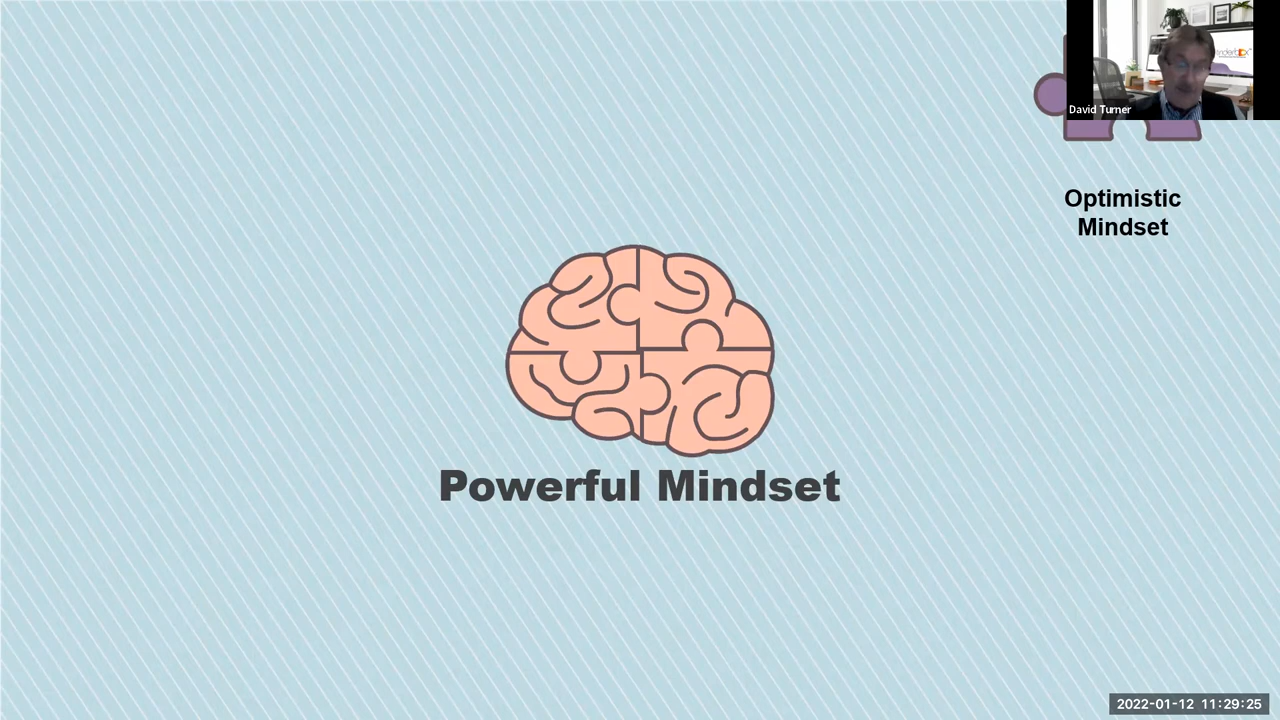 David Turner
Optimistic
Mindset
Powerful Mindset
2022-01-12 11:29:25